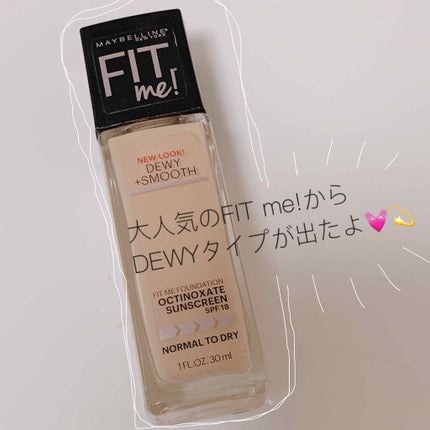 MAYBELLINE
NEW YORK
FIT
me!
NEW LOOK!
DEWY
+SMOOTH
大人気のFIT me!から
DEWYタイプが出たよ💓💫
FIT ME FOUNDATION
OCTINOXATE
SUNSCREEN
SPF 18
NORMAL TO DRY
1 FL.OZ. 30 ml